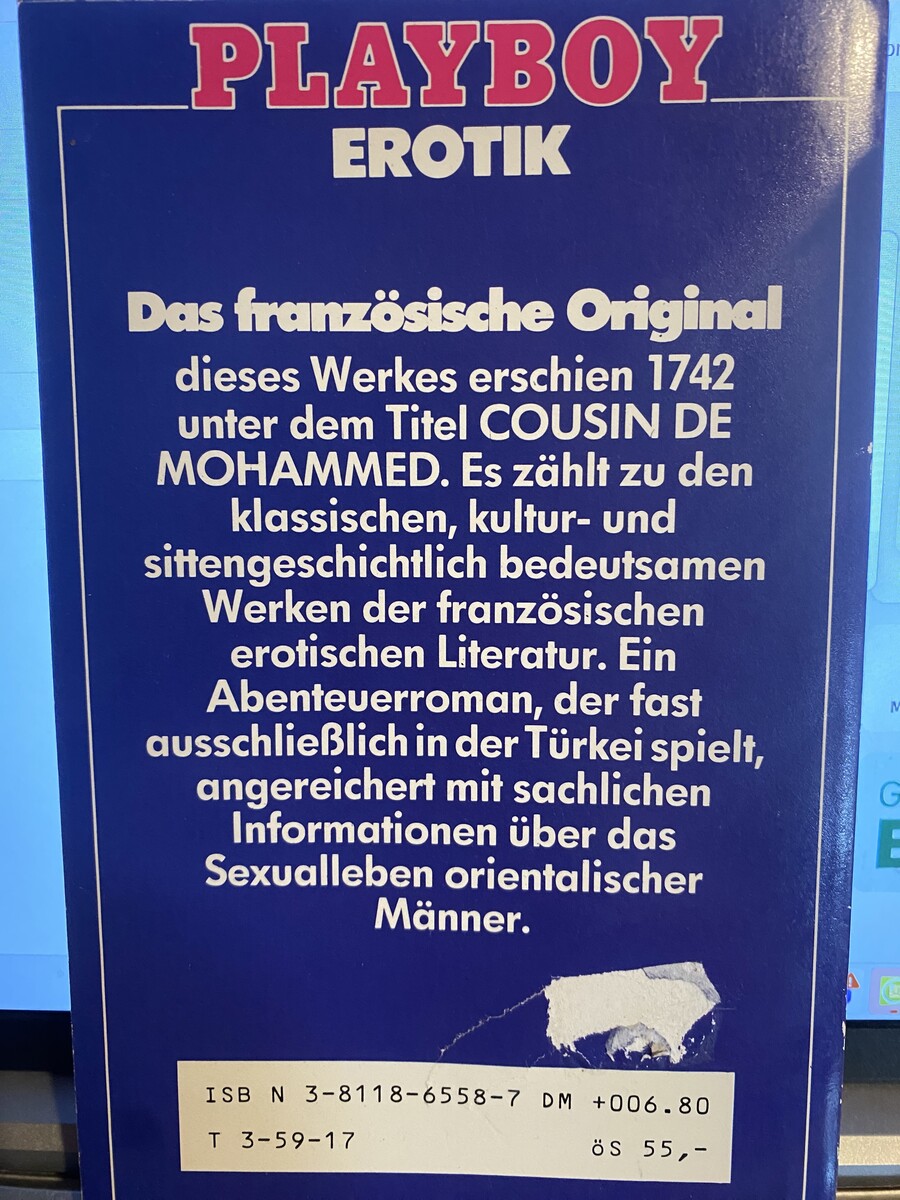 PLAYBOY
EROTIK
Das französische Original
dieses Werkes erschien 1742
unter dem Titel COUSIN DE
MOHAMMED. Es zählt zu den
klassischen, kultur- und
sittengeschichtlich bedeutsamen
Werken der französischen
erotischen Literatur. Ein
Abenteuerroman, der fast
ausschließlich in der Türkei spielt,
angereichert mit sachlichen
Informationen über das
Sexualleben orientalischer
Männer.
ISB N 3-8118-6558-7 DM +006.80
T 3-59-17 öS 55,-